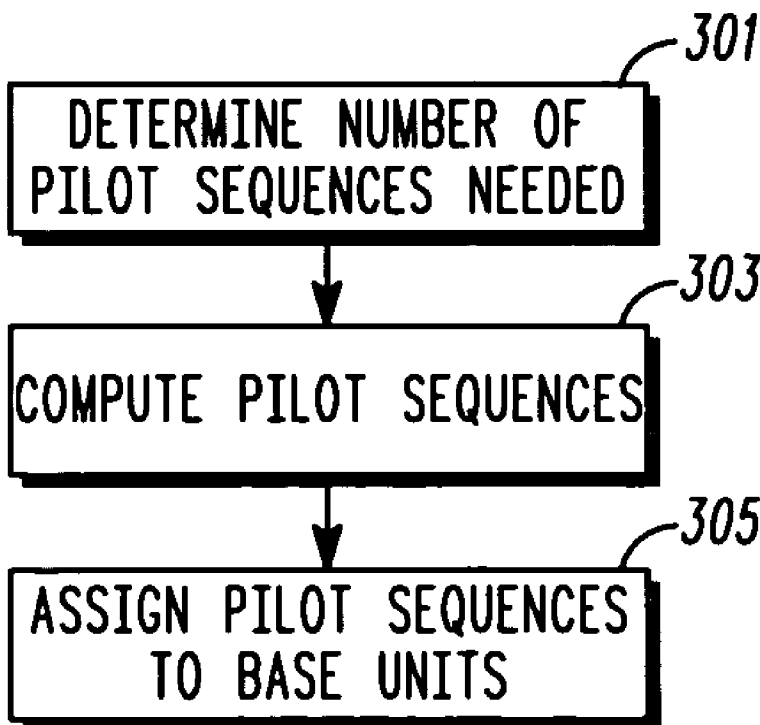 301
DETERMINE NUMBER OF
PILOT SEQUENCES NEEDED
303
COMPUTE PILOT SEQUENCES
305
ASSIGN PILOT SEQUENCES
TO BASE UNITS